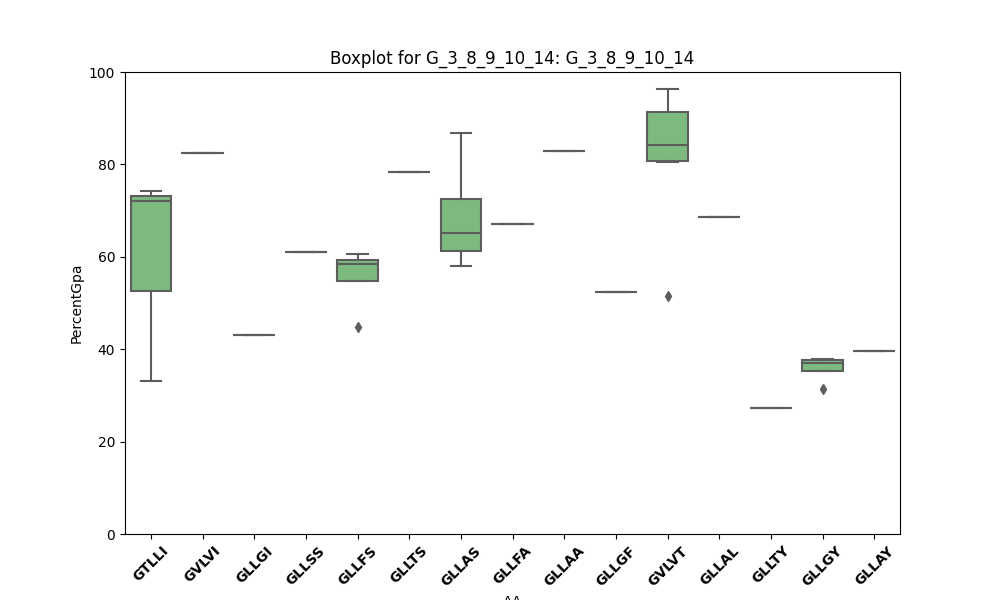 Boxplot for G_3_8_9_10_14: G_3_8_9_10_14
100
80
60
40
20
0
PercentGpa
GTLLI
GVLVI
GLLGI
GLLSS
GLLFS
GLLTS
GLLAS
GLLFA
GLLAA
GLLGF
GVLVT
GLLAL
GLLTY
GLLGY
GLLAY
AA